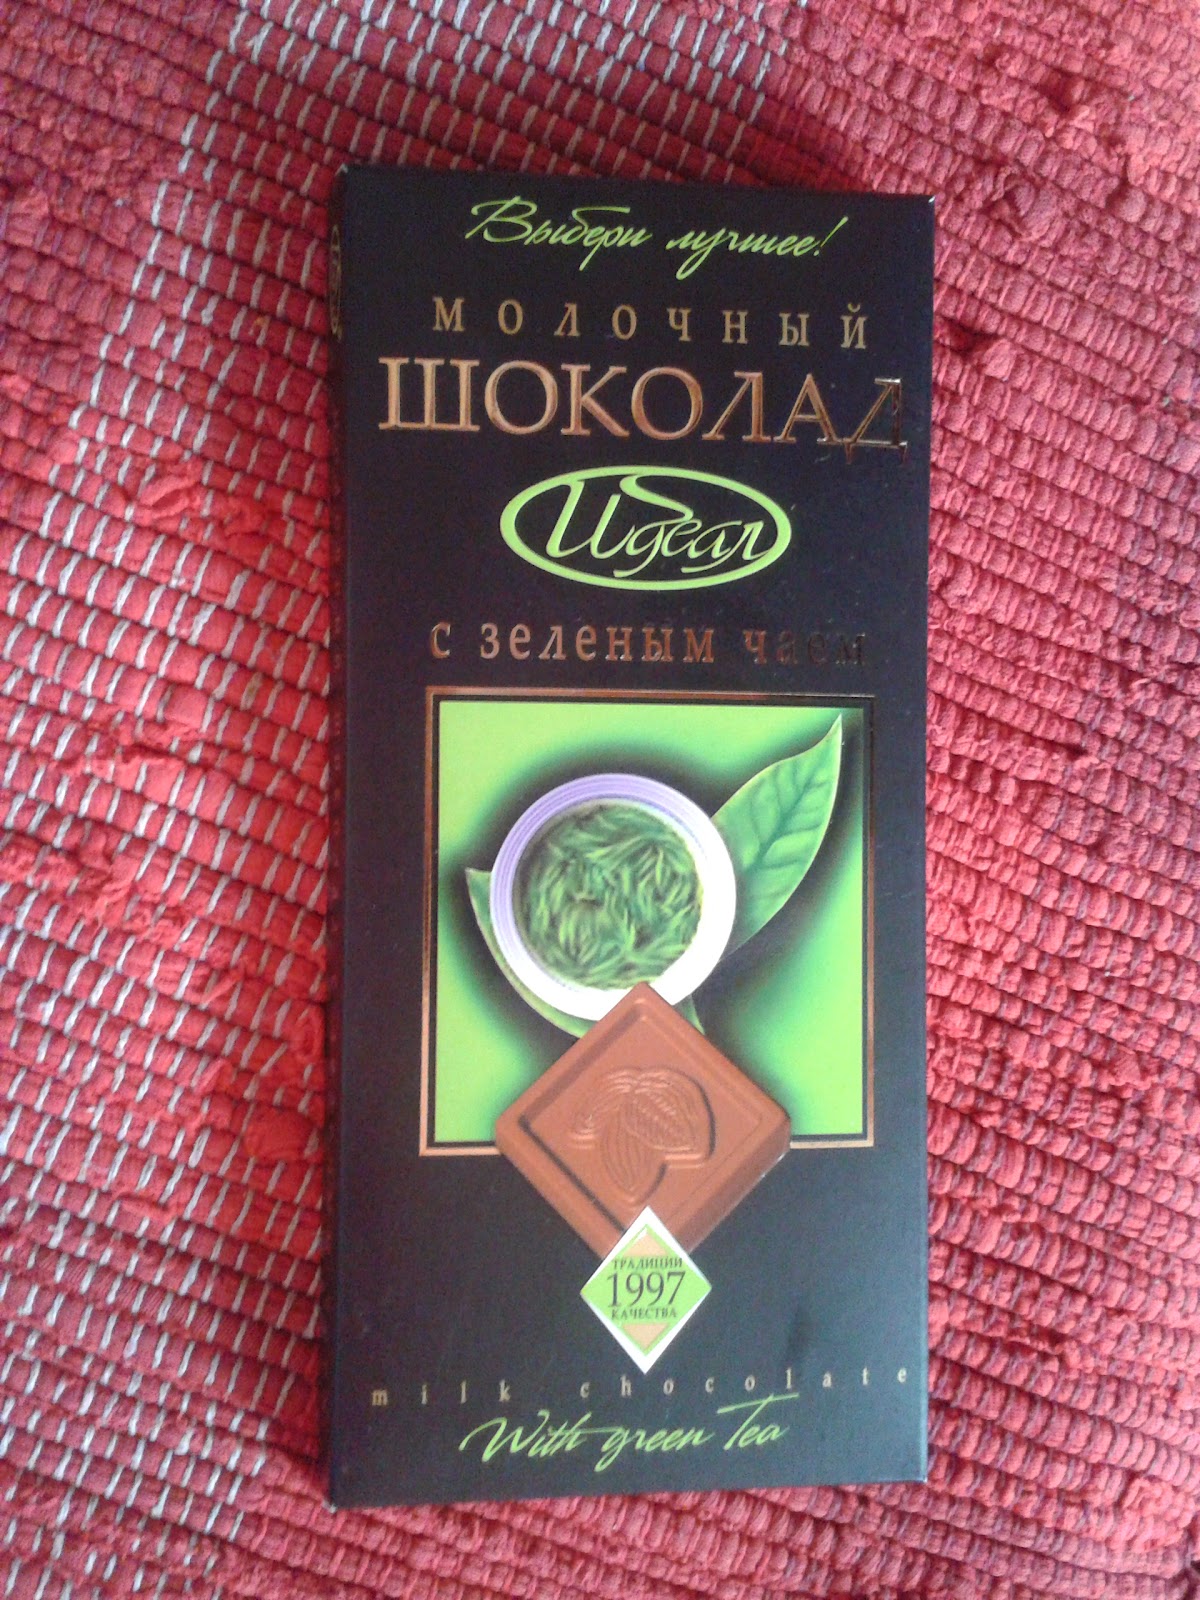 Выбери лучшее!
МОЛОЧНЫЙ
ШОКОЛАД
Идеал
с зеленым чаем
ТРАДИЦИИ
1997
КАЧЕСТВА
milk chocolate
With green Tea